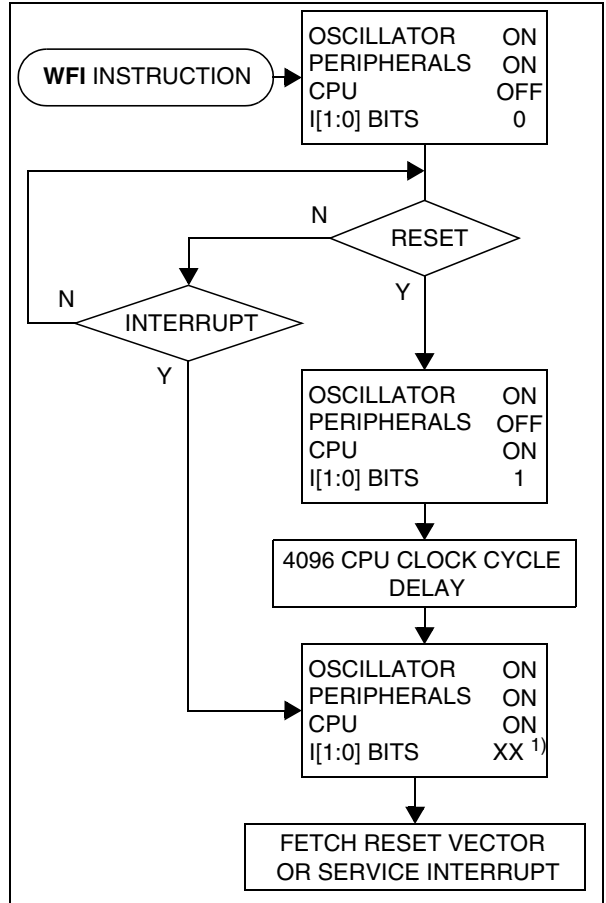 WFI INSTRUCTION
OSCILLATOR ON
PERIPHERALS ON
CPU OFF
I[1:0] BITS 0
N
RESET
Y
N
INTERRUPT
Y
OSCILLATOR ON
PERIPHERALS OFF
CPU ON
I[1:0] BITS 1
4096 CPU CLOCK CYCLE
DELAY
OSCILLATOR ON
PERIPHERALS ON
CPU ON
I[1:0] BITS XX 1)
FETCH RESET VECTOR
OR SERVICE INTERRUPT